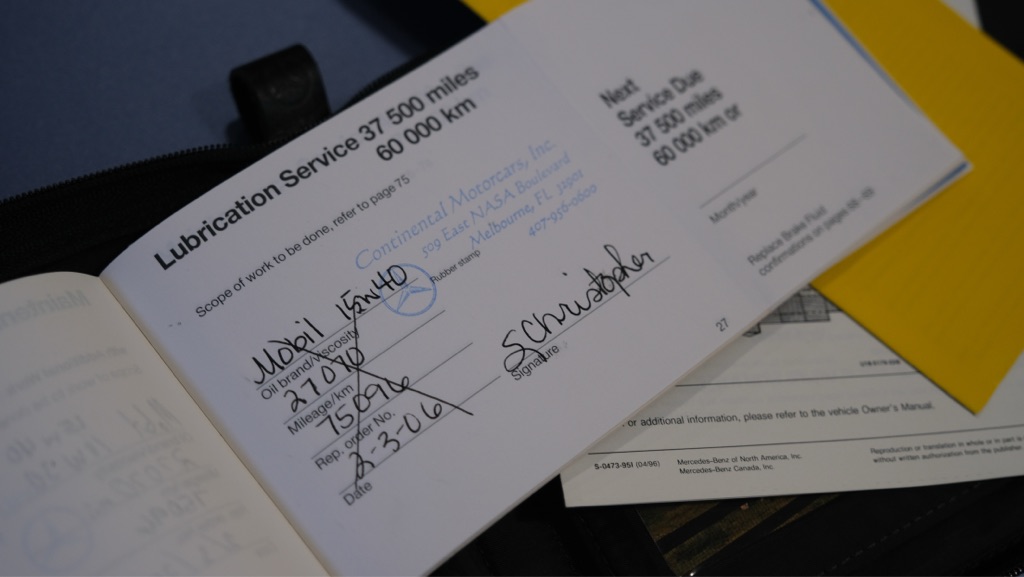 Lubrication Service 37 500 miles
60 000 km
Scope of work to be done, refer to page 75
Continental Motorcars, Inc.
509 East NASA Boulevard
Melbourne, FL 32901
407-956-0600
Rubber stamp
Mobil 15w40
Oil brand/viscosity
27070
Mileage/km
75096
Rep. order No.
2-3-06
Date
SChristopher
Signature
Next
Service Due
37 500 miles
60 000 km or
Month/year
Replace Brake Fluid
confirmations on pages
27
or additional information, please refer to the vehicle Owner's Manual.
S-0473-951 (04/96)
Mercedes-Benz of North America, Inc.
Mercedes-Benz Canada, Inc.
Reproduction or translation in whole or in part is
without written authorization from the publisher